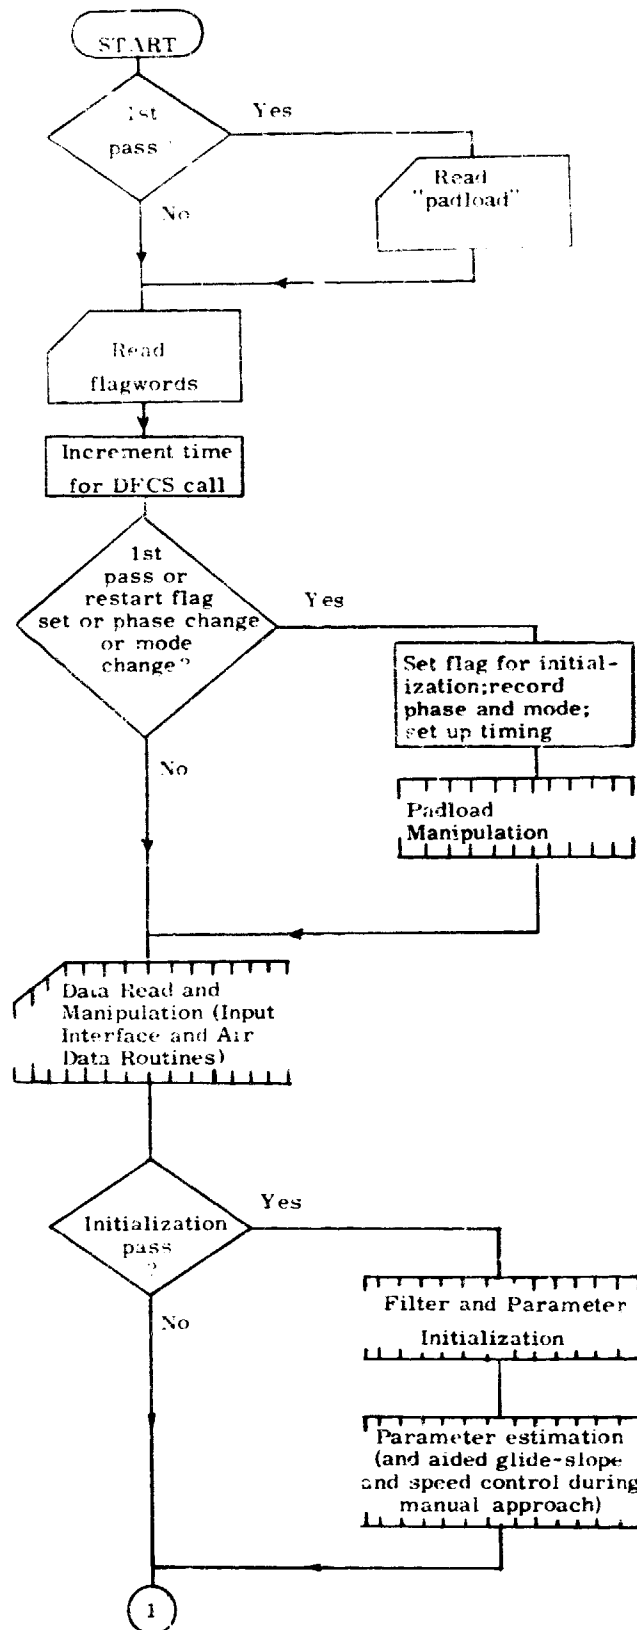 START
1st
pass ?
Yes
Read
"padload"
No
Read
flagwords
Increment time
for DFCS call
1st
pass or
restart flag
set or phase change
or mode
change?
Yes
Set flag for initial-
ization;record
phase and mode;
set up timing
No
Padload
Manipulation
Data Read and
Manipulation (Input
Interface and Air
Data Routines)
Initialization
pass
?
Yes
Filter and Parameter
Initialization
No
Parameter estimation
(and aided glide-slope
and speed control during
manual approach)
1